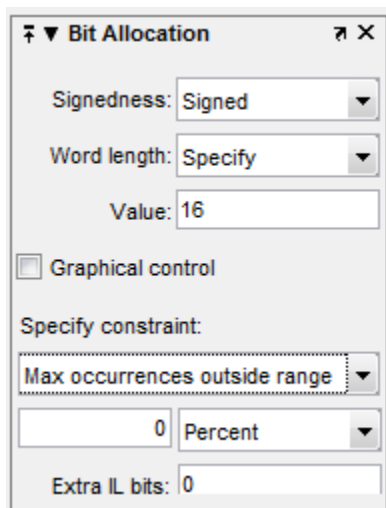 Bit Allocation
Signedness: Signed
Word length: Specify
Value: 16
Graphical control
Specify constraint:
Max occurrences outside range
0 Percent
Extra IL bits: 0